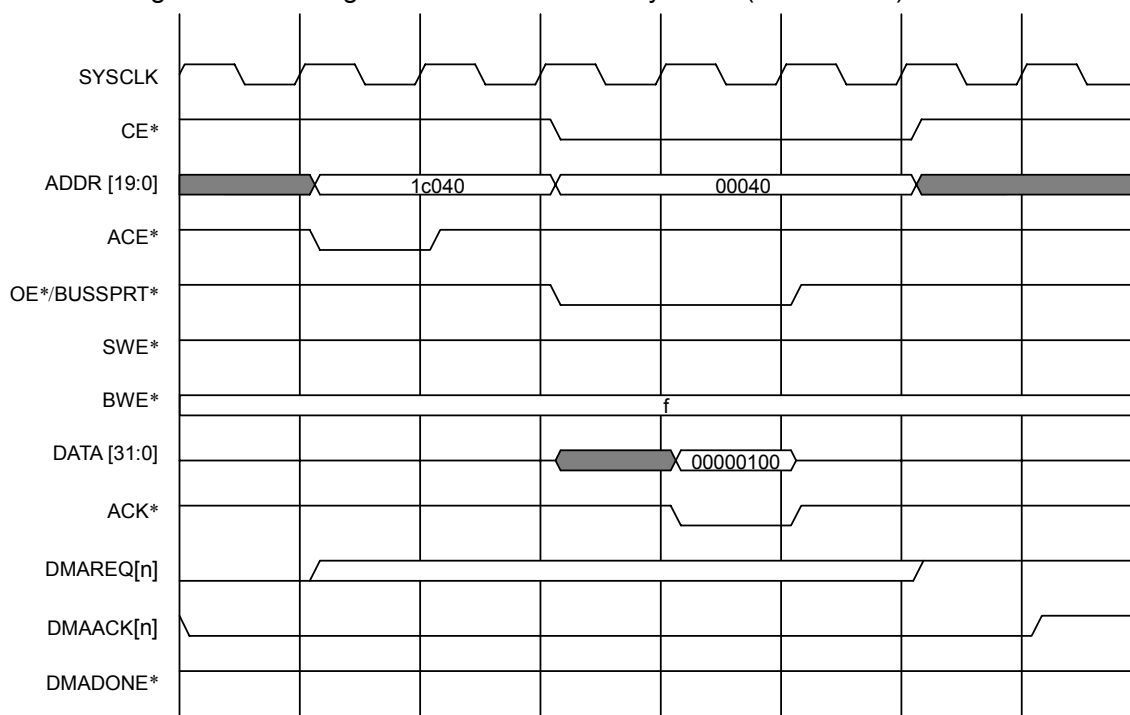 SYSCLK
CE*
ADDR [19:0]
1c040
00040
ACE*
OE*/BUSSPRT*
SWE*
BWE*
f
DATA [31:0]
00000100
ACK*
DMAREQ[n]
DMAACK[n]
DMADONE*